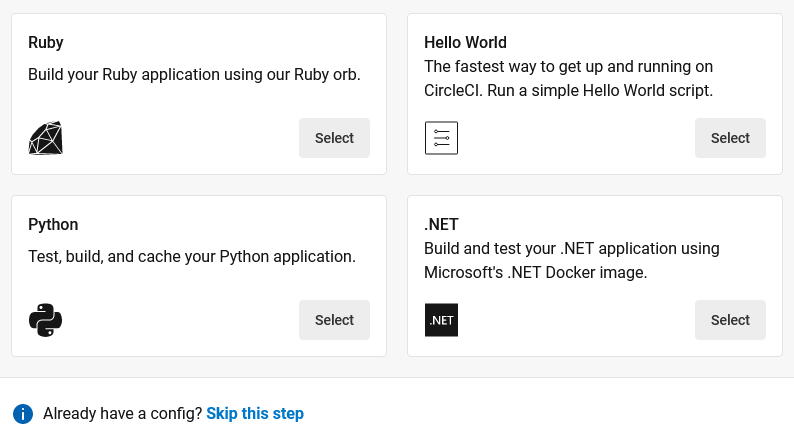 Ruby
Build your Ruby application using our Ruby orb.
Select
Hello World
The fastest way to get up and running on
CircleCI. Run a simple Hello World script.
Select
Python
Test, build, and cache your Python application.
Select
.NET
Build and test your .NET application using
Microsoft's .NET Docker image.
.NET
Select
Already have a config? Skip this step